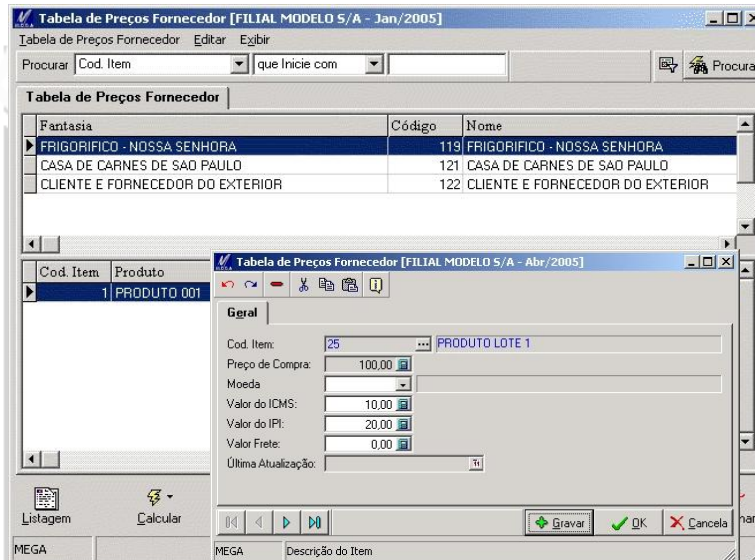 Tabela de Preços Fornecedor [FILIAL MODELO S/A - Jan/2005]
Tabela de Preços Fornecedor Editar Exibir
Procurar Cod. Item que Inicie com Procura
Tabela de Preços Fornecedor
Fantasia Código Nome
FRIGORIFICO - NOSSA SENHORA 119 FRIGORIFICO - NOSSA SENHORA
CASA DE CARNES DE SAO PAULO 121 CASA DE CARNES DE SAO PAULO
CLIENTE E FORNECEDOR DO EXTERIOR 122 CLIENTE E FORNECEDOR DO EXTERIOR
Cod. Item Produto
1 PRODUTO 001
Listagem Calcular
MEGA
Tabela de Preços Fornecedor [FILIAL MODELO S/A - Abr/2005]
Geral
Cod. Item: 25 ... PRODUTO LOTE 1
Preço de Compra: 100,00
Moeda
Valor do ICMS: 10,00
Valor do IPI: 20,00
Valor Frete: 0,00
Última Atualização:
Gravar OK Cancela
MEGA Descrição do Item